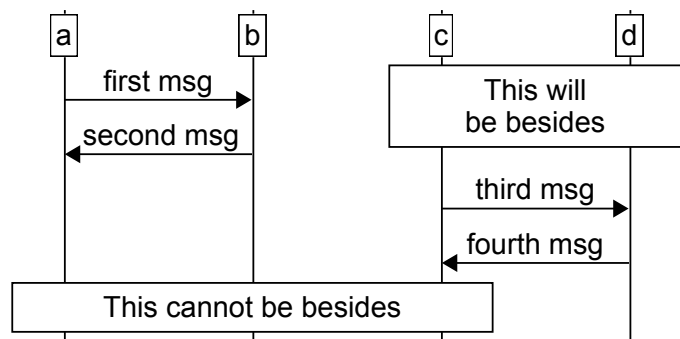 a
b
c
d
first msg
This will
be besides
second msg
third msg
fourth msg
This cannot be besides